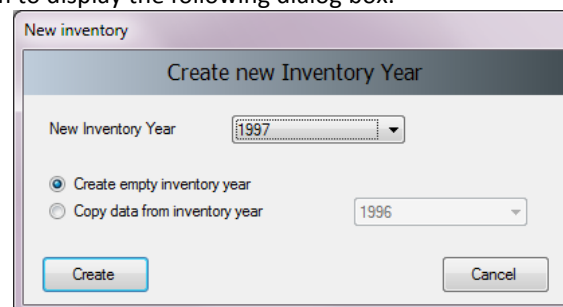 to display the following dialog box.
New inventory
Create new Inventory Year
New Inventory Year 1997
Create empty inventory year
Copy data from inventory year 1996
Create Cancel